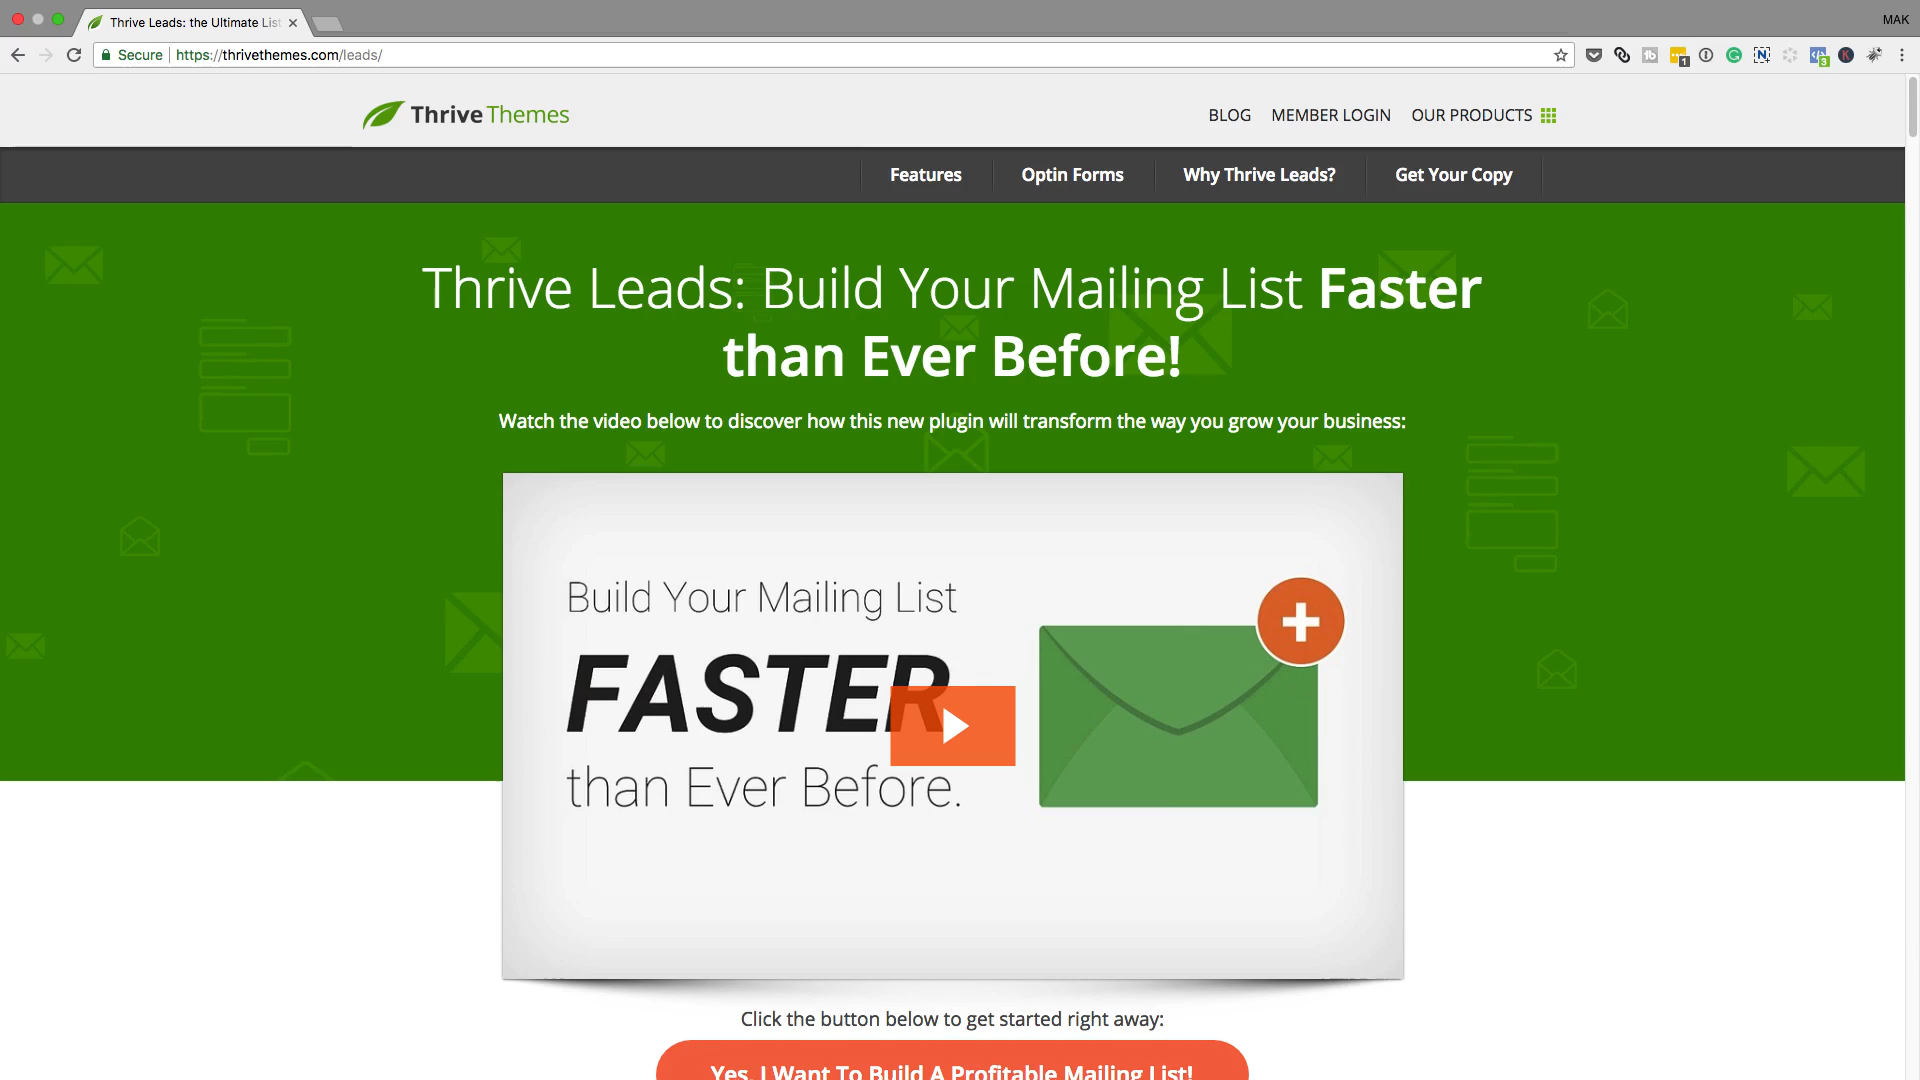 Thrive Leads: the Ultimate List
MAK
Secure
https://thrivethemes.com/leads/
1
3
Thrive Themes
BLOG MEMBER LOGIN OUR PRODUCTS
Features Optin Forms Why Thrive Leads? Get Your Copy
Thrive Leads: Build Your Mailing List Faster
than Ever Before!
Watch the video below to discover how this new plugin will transform the way you grow your business:
Build Your Mailing List
FASTER
than Ever Before.
Click the button below to get started right away:
Yes, I Want To Build A Profitable Mailing List!